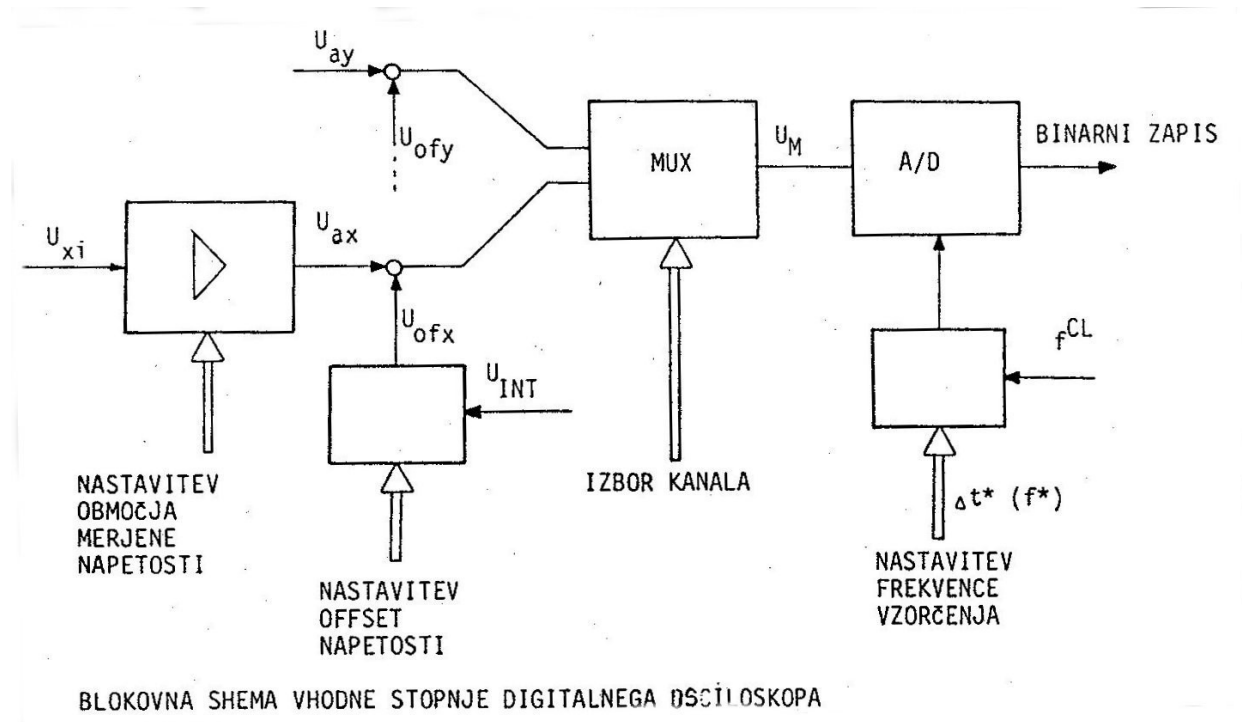 U_ay
U_ofy
MUX
U_M
A/D
BINARNI ZAPIS
U_xi
U_ax
U_ofx
U_INT
f^CL
NASTAVITEV
OBMOČJA
MERJENE
NAPETOSTI
NASTAVITEV
OFFSET
NAPETOSTI
IZBOR KANALA
Δt* (f*)
NASTAVITEV
FREKVENCE
VZORČENJA
BLOKOVNA SHEMA VHODNE STOPNJE DIGITALNEGA OSCILOSKOPA